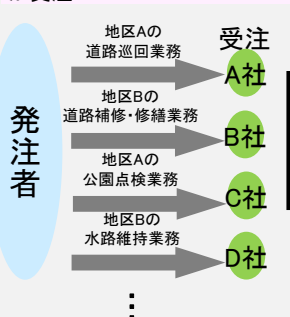 地区Aの
道路巡回業務
受注
A社
地区Bの
道路補修・修繕業務
B社
発注者
地区Aの
公園点検業務
C社
地区Bの
水路維持業務
D社
⋮